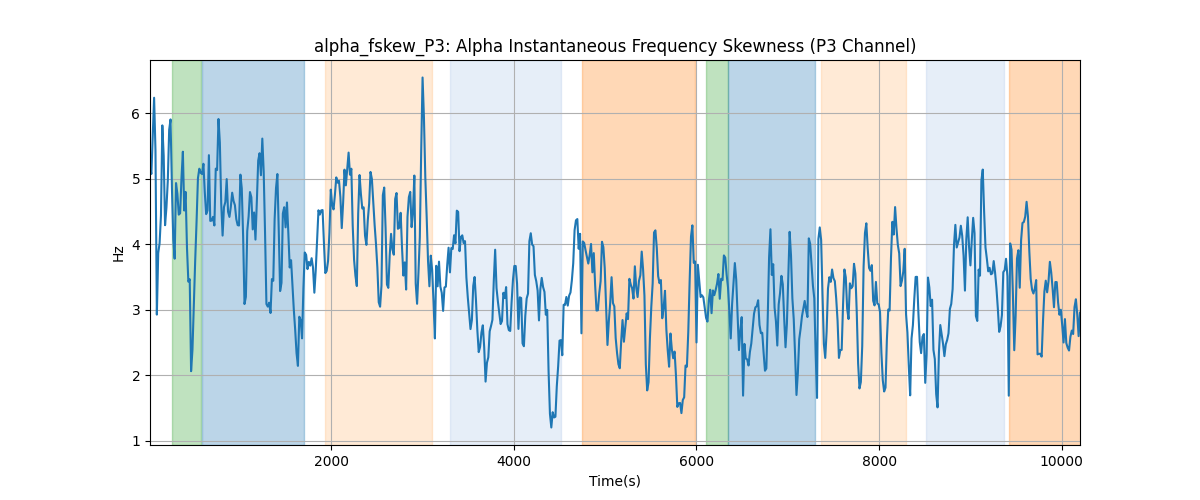 alpha_fskew_P3: Alpha Instantaneous Frequency Skewness (P3 Channel)
6
5
4
3
2
1
Hz
2000 4000 6000 8000 10000
Time(s)